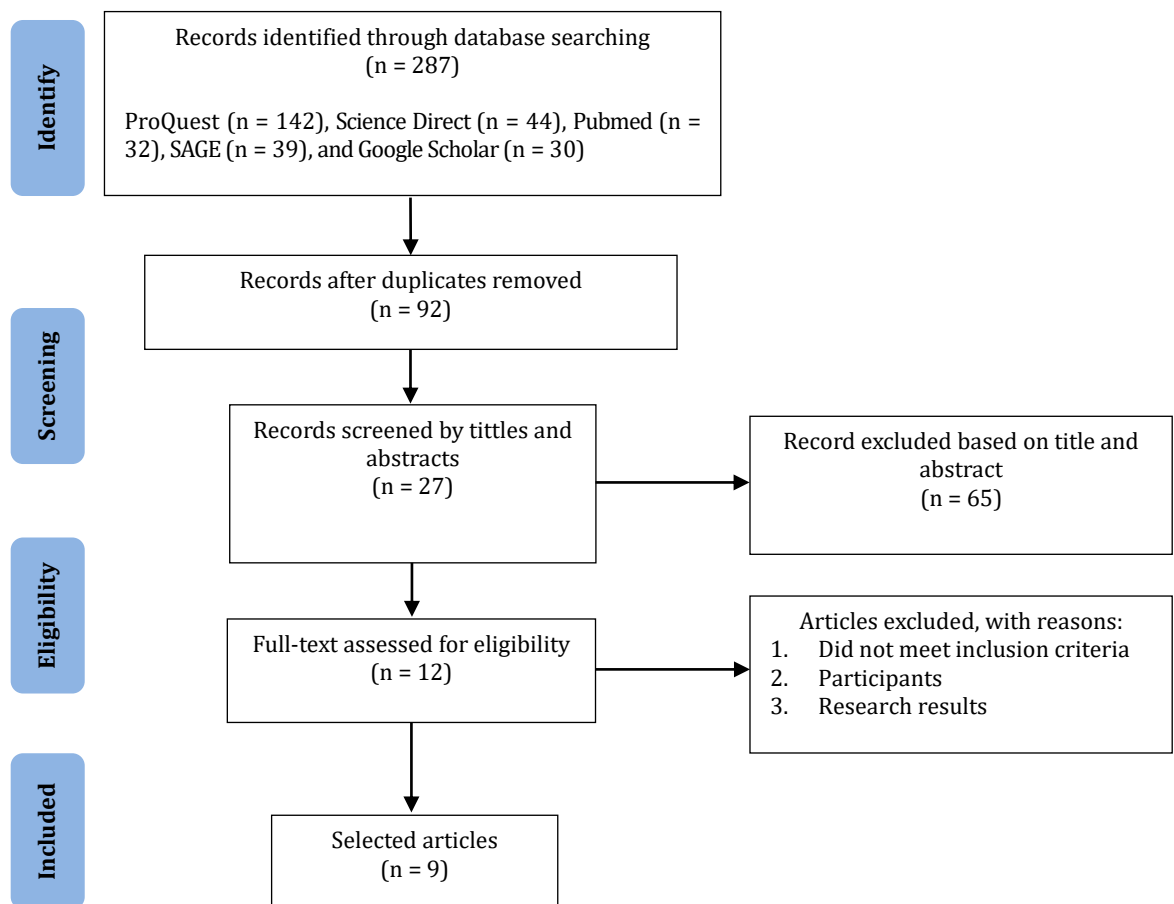 Identify
Records identified through database searching
(n = 287)
ProQuest (n = 142), Science Direct (n = 44), Pubmed (n =
32), SAGE (n = 39), and Google Scholar (n = 30)
Records after duplicates removed
(n = 92)
Screening
Records screened by tittles and
abstracts
(n = 27)
Record excluded based on title and
abstract
(n = 65)
Eligibility
Full-text assessed for eligibility
(n = 12)
Articles excluded, with reasons:
1. Did not meet inclusion criteria
2. Participants
3. Research results
Included
Selected articles
(n = 9)